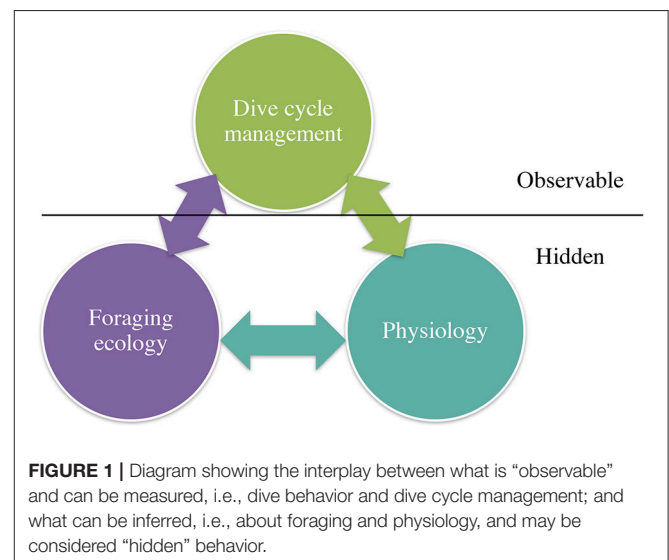 Dive cycle
management
Observable
Hidden
Foraging
ecology
Physiology
FIGURE 1 | Diagram showing the interplay between what is “observable”
and can be measured, i.e., dive behavior and dive cycle management; and
what can be inferred, i.e., about foraging and physiology, and may be
considered “hidden” behavior.